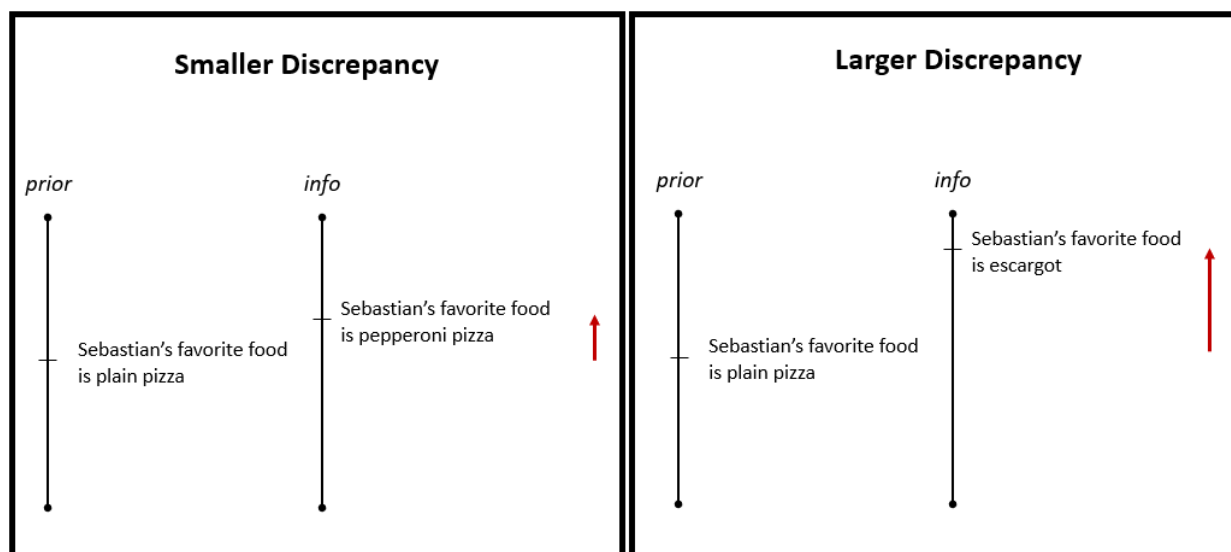 Smaller Discrepancy
prior
info
Sebastian’s favorite food
is pepperoni pizza
Sebastian’s favorite food
is plain pizza
Larger Discrepancy
prior
info
Sebastian’s favorite food
is escargot
Sebastian’s favorite food
is plain pizza